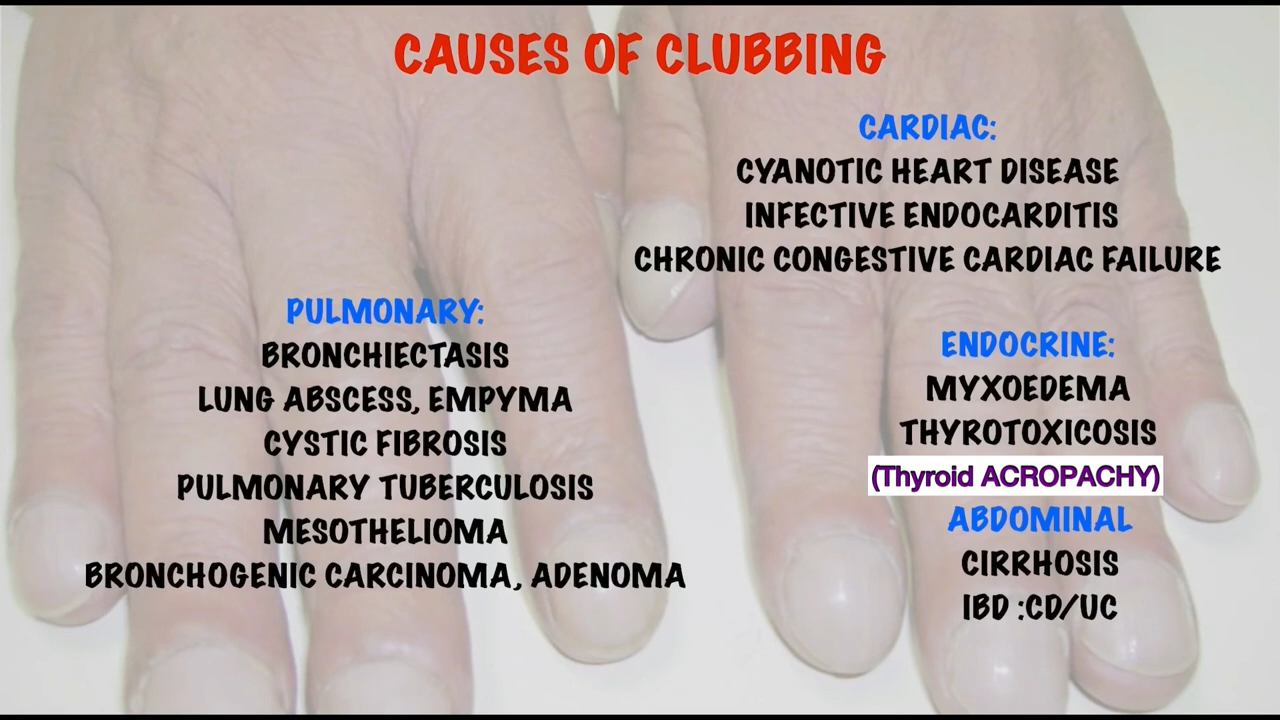 CAUSES OF CLUBBING
PULMONARY:
BRONCHIECTASIS
LUNG ABSCESS, EMPYMA
CYSTIC FIBROSIS
PULMONARY TUBERCULOSIS
MESOTHELIOMA
BRONCHOGENIC CARCINOMA, ADENOMA
CARDIAC:
CYANOTIC HEART DISEASE
INFECTIVE ENDOCARDITIS
CHRONIC CONGESTIVE CARDIAC FAILURE
ENDOCRINE:
MYXOEDEMA
THYROTOXICOSIS
(Thyroid ACROPACHY)
ABDOMINAL
CIRRHOSIS
IBD :CD/UC